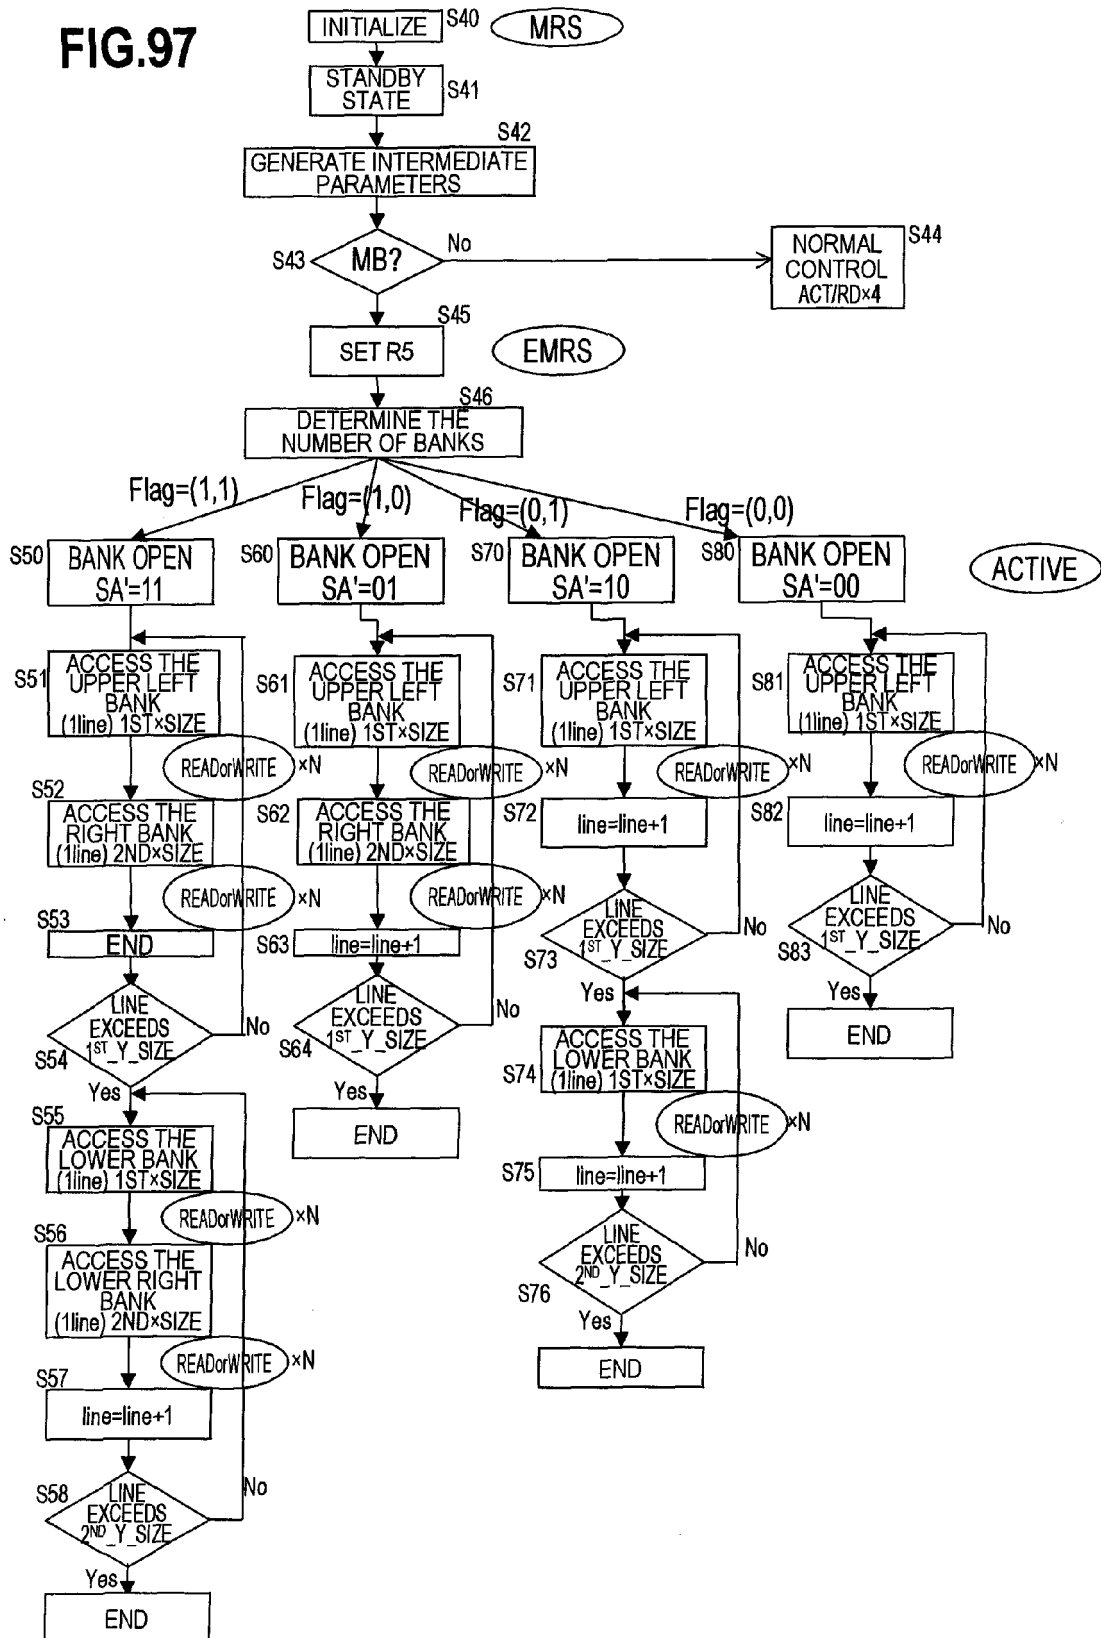 FIG.97
INITIALIZE
S40
MRS
STANDBY
STATE
S41
S42
GENERATE INTERMEDIATE
PARAMETERS
S43
MB?
No
NORMAL
CONTROL
ACT/RD×4
S44
S45
SET R5
EMRS
S46
DETERMINE THE
NUMBER OF BANKS
Flag=(1,1)
Flag=(1,0)
Flag=(0,1)
Flag=(0,0)
S50
BANK OPEN
SA'=11
S60
BANK OPEN
SA'=01
S70
BANK OPEN
SA'=10
S80
BANK OPEN
SA'=00
ACTIVE
S51
ACCESS THE
UPPER LEFT
BANK
(1line) 1ST×SIZE
READorWRITE ×N
S52
ACCESS THE
RIGHT BANK
(1line) 2ND×SIZE
READorWRITE ×N
S53
END
S54
LINE
EXCEEDS
1ST_Y_SIZE
No
Yes
S55
ACCESS THE
LOWER BANK
(1line) 1ST×SIZE
READorWRITE ×N
S56
ACCESS THE
LOWER RIGHT
BANK
(1line) 2ND×SIZE
READorWRITE ×N
S57
line=line+1
S58
LINE
EXCEEDS
2ND_Y_SIZE
No
Yes
END
S61
ACCESS THE
UPPER LEFT
BANK
(1line) 1ST×SIZE
READorWRITE ×N
S62
ACCESS THE
RIGHT BANK
(1line) 2ND×SIZE
READorWRITE ×N
S63
line=line+1
S64
LINE
EXCEEDS
1ST_Y_SIZE
No
Yes
END
S71
ACCESS THE
UPPER LEFT
BANK
(1line) 1ST×SIZE
READorWRITE ×N
S72
line=line+1
S73
LINE
EXCEEDS
1ST_Y_SIZE
No
Yes
S74
ACCESS THE
LOWER BANK
(1line) 1ST×SIZE
READorWRITE ×N
S75
line=line+1
S76
LINE
EXCEEDS
2ND_Y_SIZE
No
Yes
END
S81
ACCESS THE
UPPER LEFT
BANK
(1line) 1ST×SIZE
READorWRITE ×N
S82
line=line+1
S83
LINE
EXCEEDS
1ST_Y_SIZE
No
Yes
END